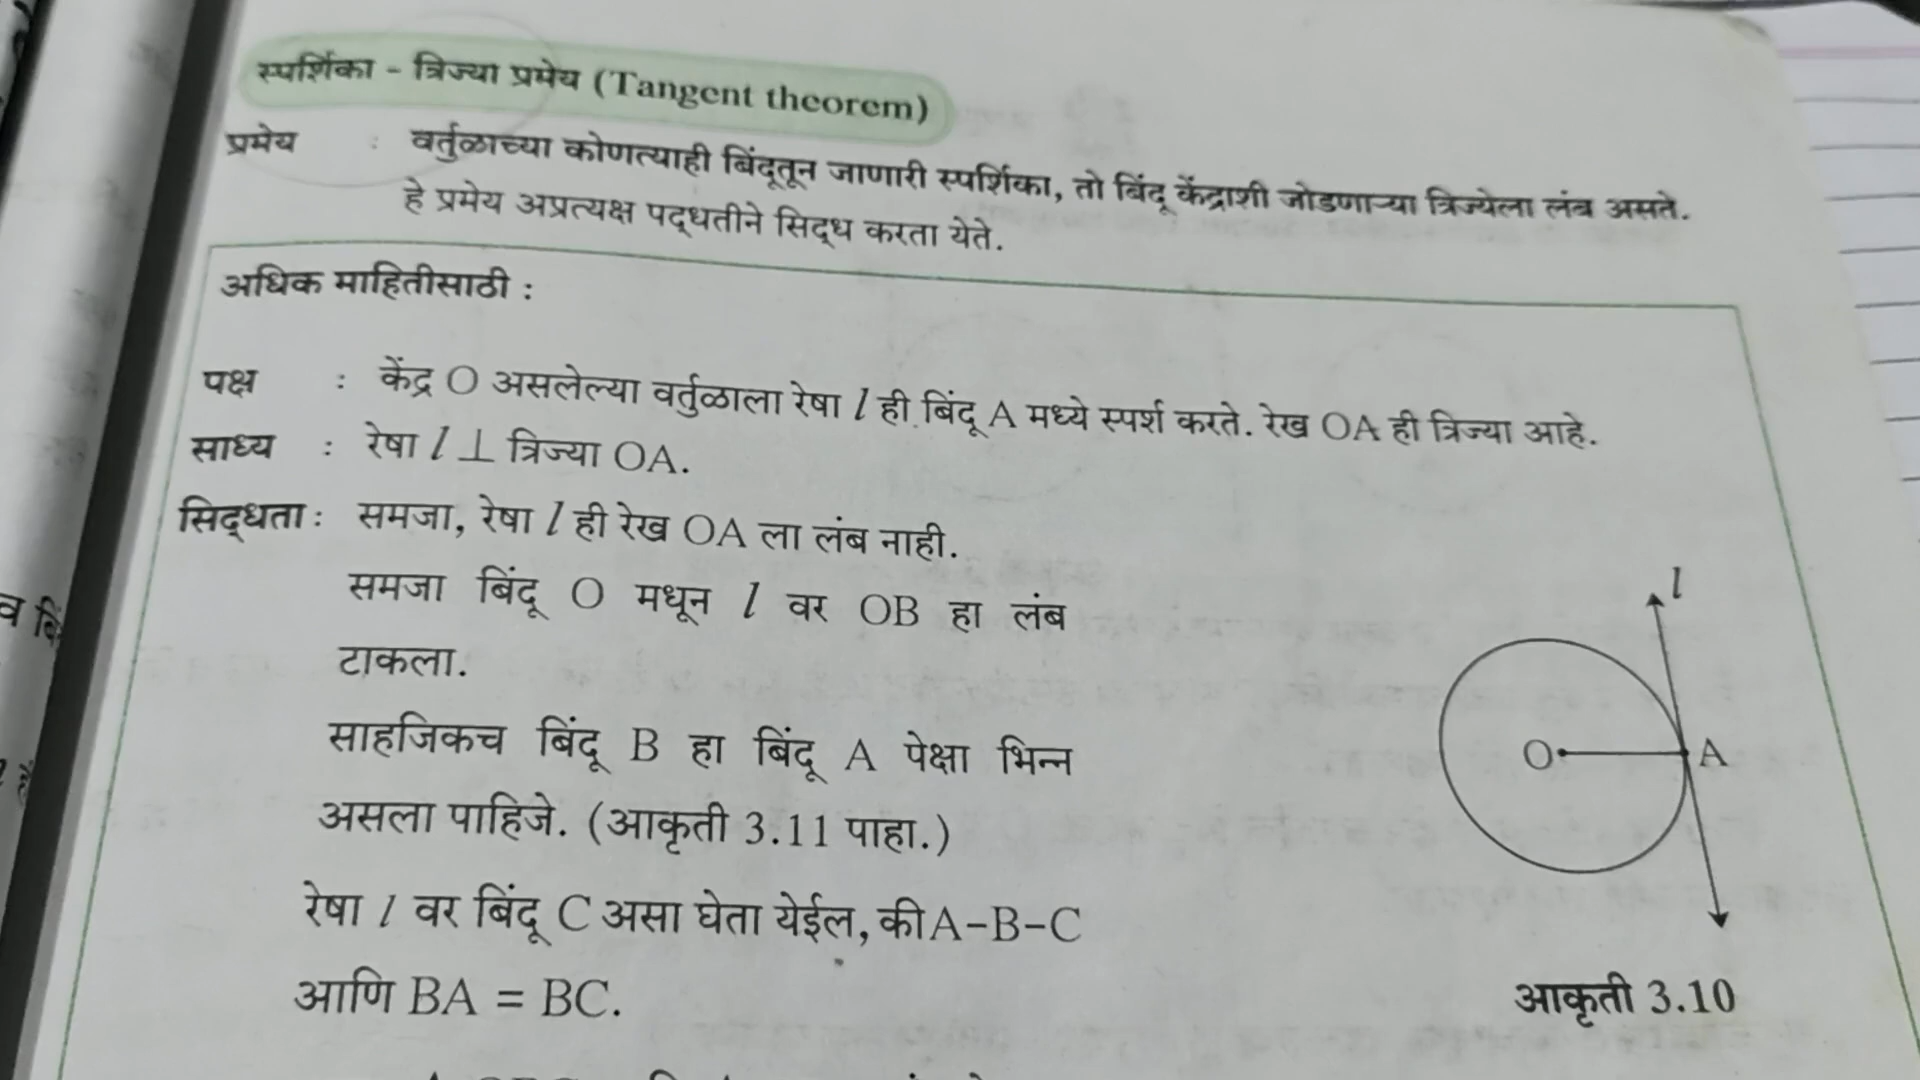 स्पर्शिका - त्रिज्या प्रमेय (Tangent theorem)
प्रमेय : वर्तुळाच्या कोणत्याही बिंदूतून जाणारी स्पर्शिका, तो बिंदू केंद्राशी जोडणाऱ्या त्रिज्येला लंब असते.
हे प्रमेय अप्रत्यक्ष पद्धतीने सिद्ध करता येते.
अधिक माहितीसाठी :
पक्ष : केंद्र O असलेल्या वर्तुळाला रेषा l ही बिंदू A मध्ये स्पर्श करते. रेख OA ही त्रिज्या आहे.
साध्य : रेषा l ⊥ त्रिज्या OA.
सिद्धता : समजा, रेषा l ही रेख OA ला लंब नाही.
समजा बिंदू O मधून l वर OB हा लंब
टाकला.
साहजिकच बिंदू B हा बिंदू A पेक्षा भिन्न
असला पाहिजे. (आकृती 3.11 पाहा.)
रेषा l वर बिंदू C असा घेता येईल, की A-B-C
आणि BA = BC.
l
O
A
आकृती 3.10